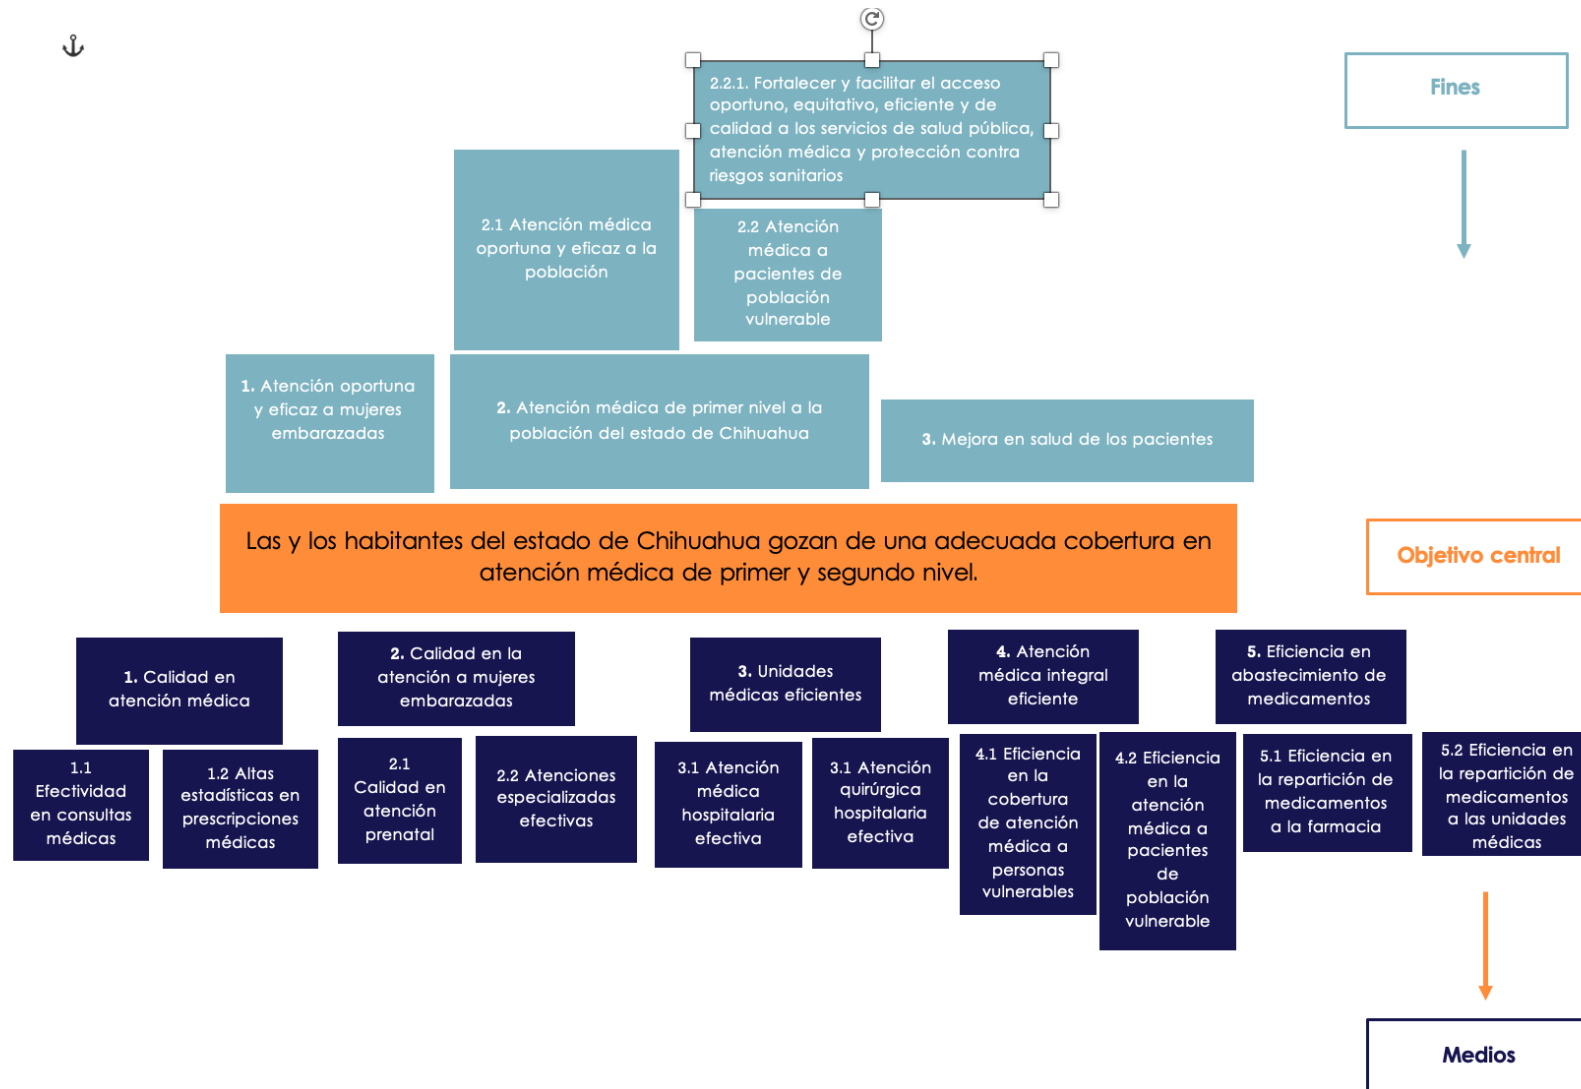 2.2.1. Fortalecer y facilitar el acceso
oportuno, equitativo, eficiente y de
calidad a los servicios de salud pública,
atención médica y protección contra
riesgos sanitarios
Fines
2.1 Atención médica
oportuna y eficaz a la
población
2.2 Atención
médica a
pacientes de
población
vulnerable
1. Atención oportuna
y eficaz a mujeres
embarazadas
2. Atención médica de primer nivel a la
población del estado de Chihuahua
3. Mejora en salud de los pacientes
Las y los habitantes del estado de Chihuahua gozan de una adecuada cobertura en
atención médica de primer y segundo nivel.
Objetivo central
1. Calidad en
atención médica
2. Calidad en la
atención a mujeres
embarazadas
3. Unidades
médicas eficientes
4. Atención
médica integral
eficiente
5. Eficiencia en
abastecimiento de
medicamentos
1.1
Efectividad
en consultas
médicas
1.2 Altas
estadísticas en
prescripciones
médicas
2.1
Calidad en
atención
prenatal
2.2 Atenciones
especializadas
efectivas
3.1 Atención
médica
hospitalaria
efectiva
3.1 Atención
quirúrgica
hospitalaria
efectiva
4.1 Eficiencia
en la
cobertura
de atención
médica a
personas
vulnerables
4.2 Eficiencia
en la
atención
médica a
pacientes
de
población
vulnerable
5.1 Eficiencia en
la repartición de
medicamentos
a la farmacia
5.2 Eficiencia en
la repartición de
medicamentos
a las unidades
médicas
Medios